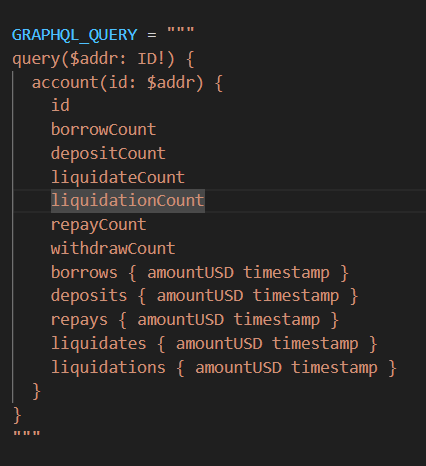 GRAPHQL_QUERY = """
query($addr: ID!) {
  account(id: $addr) {
    id
    borrowCount
    depositCount
    liquidateCount
    liquidationCount
    repayCount
    withdrawCount
    borrows { amountUSD timestamp }
    deposits { amountUSD timestamp }
    repays { amountUSD timestamp }
    liquidates { amountUSD timestamp }
    liquidations { amountUSD timestamp }
  }
}
"""